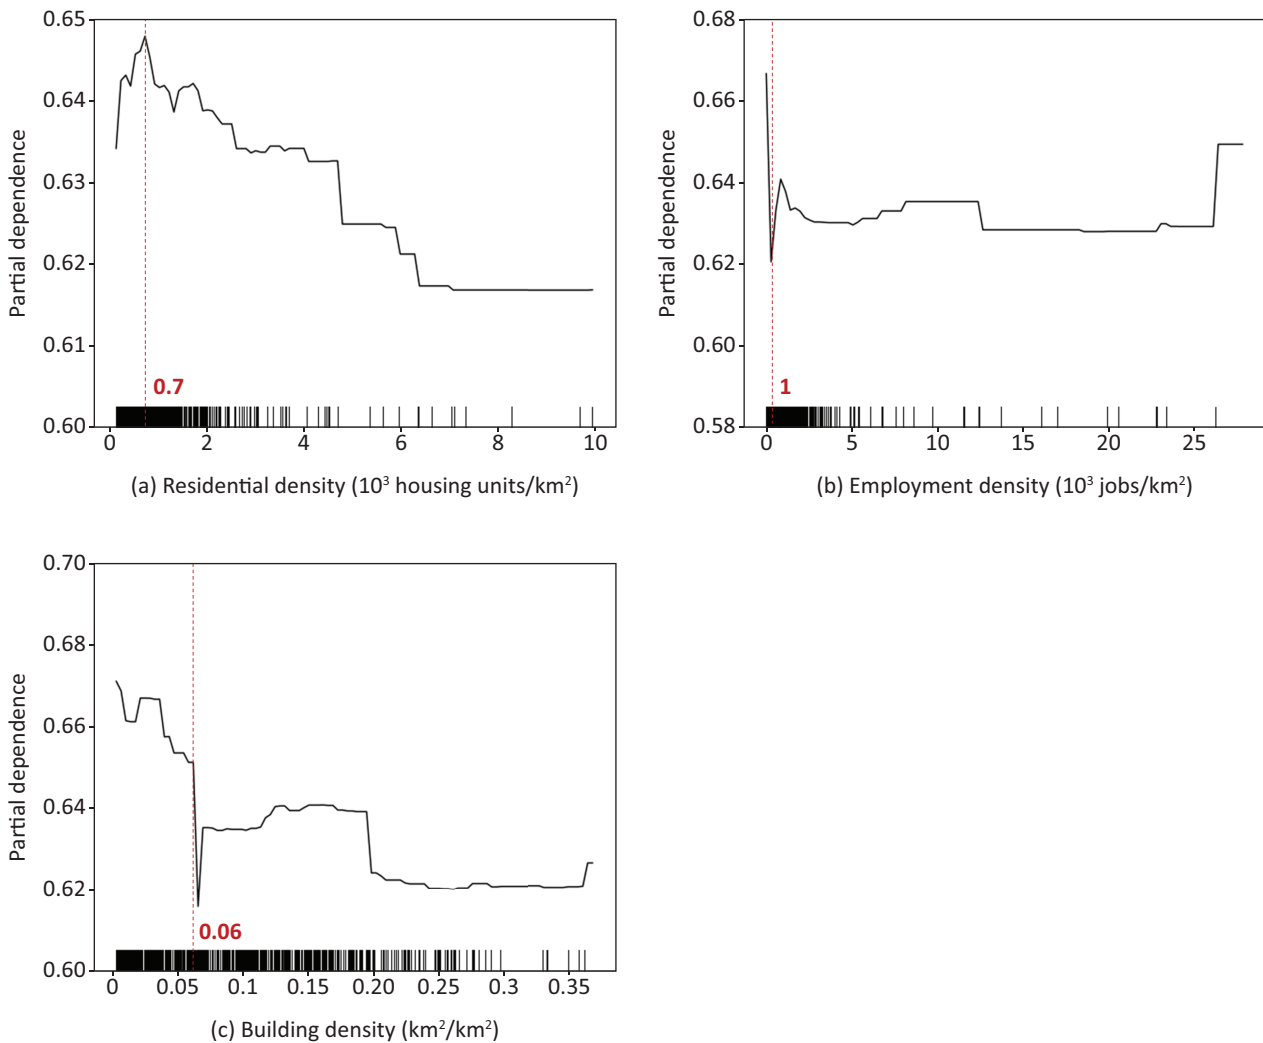 0.65
0.64
0.63
0.62
0.61
0.60
Partial dependence
0.7
0 2 4 6 8 10
(a) Residential density (10³ housing units/km²)
0.68
0.66
0.64
0.62
0.60
0.58
Partial dependence
1
0 5 10 15 20 25
(b) Employment density (10³ jobs/km²)
0.70
0.68
0.66
0.64
0.62
0.60
Partial dependence
0.06
0 0.05 0.1 0.15 0.20 0.25 0.3 0.35
(c) Building density (km²/km²)